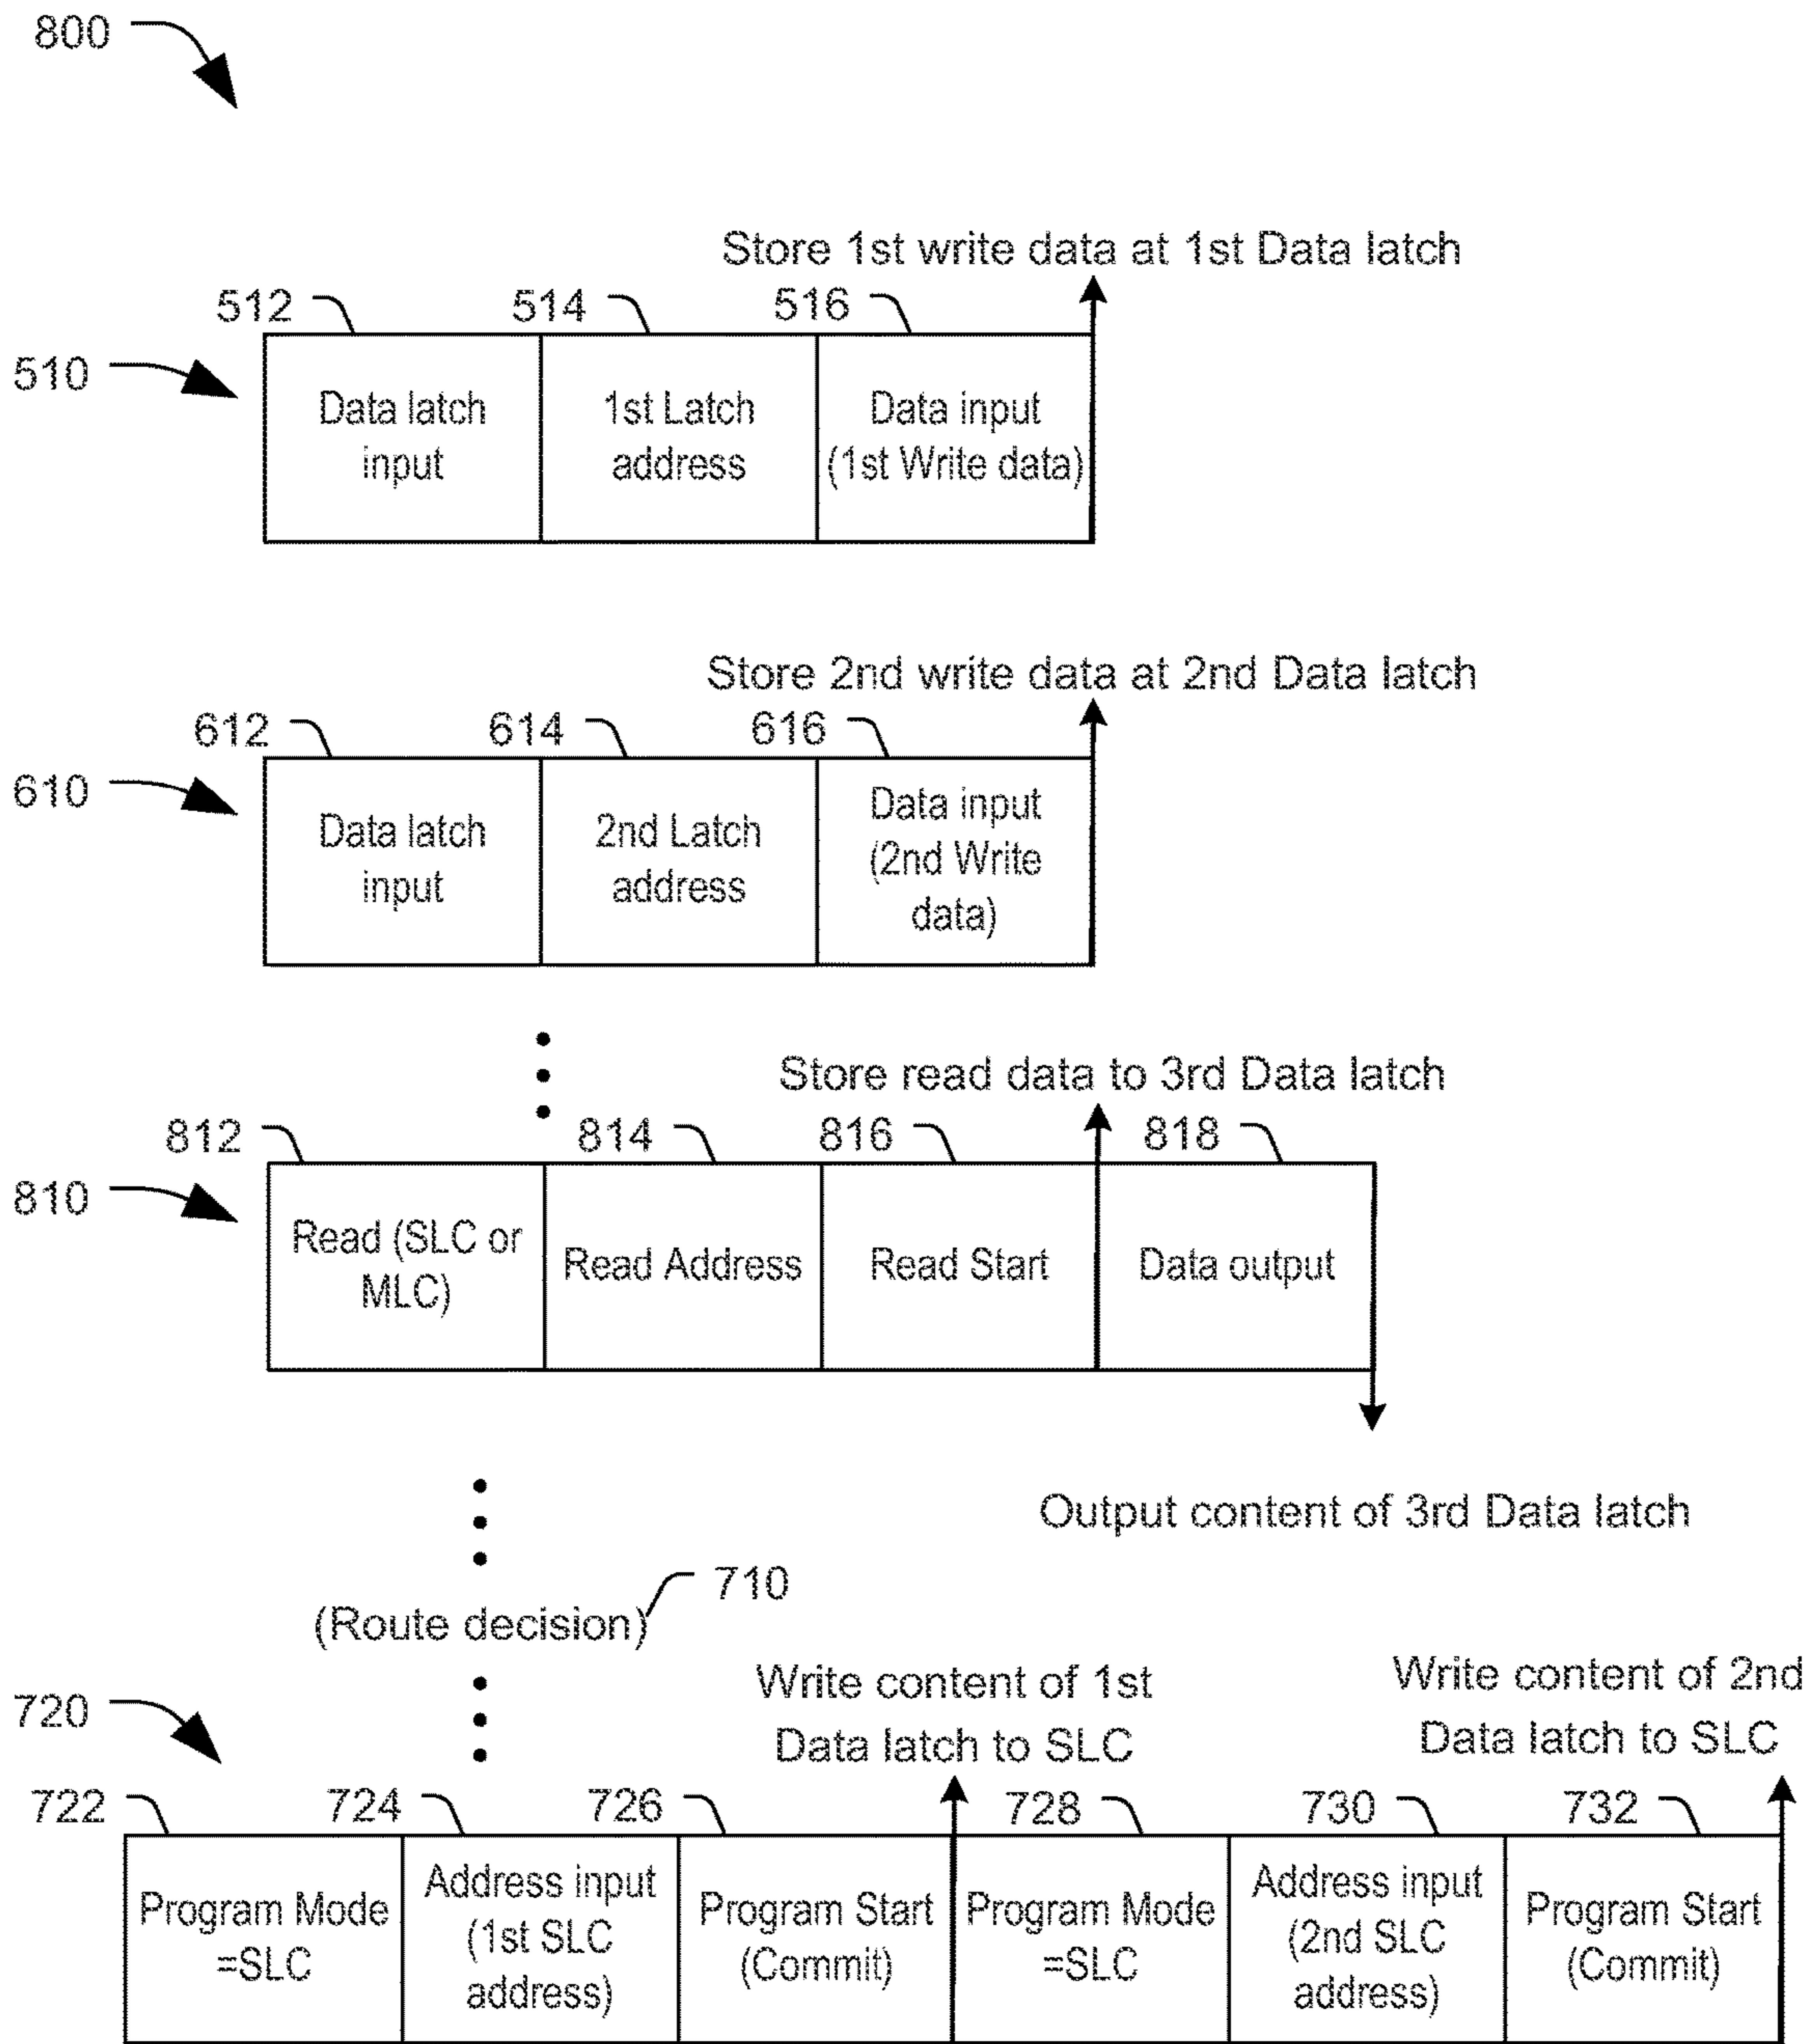 800
Store 1st write data at 1st Data latch
512
514
516
510
Data latch
input
1st Latch
address
Data input
(1st Write data)
Store 2nd write data at 2nd Data latch
612
614
616
610
Data latch
input
2nd Latch
address
Data input
(2nd Write
data)
Store read data to 3rd Data latch
812
814
816
818
810
Read (SLC or
MLC)
Read Address
Read Start
Data output
Output content of 3rd Data latch
710
(Route decision)
720
Write content of 1st
Data latch to SLC
Write content of 2nd
Data latch to SLC
722
724
726
728
730
732
Program Mode
=SLC
Address input
(1st SLC
address)
Program Start
(Commit)
Program Mode
=SLC
Address input
(2nd SLC
address)
Program Start
(Commit)